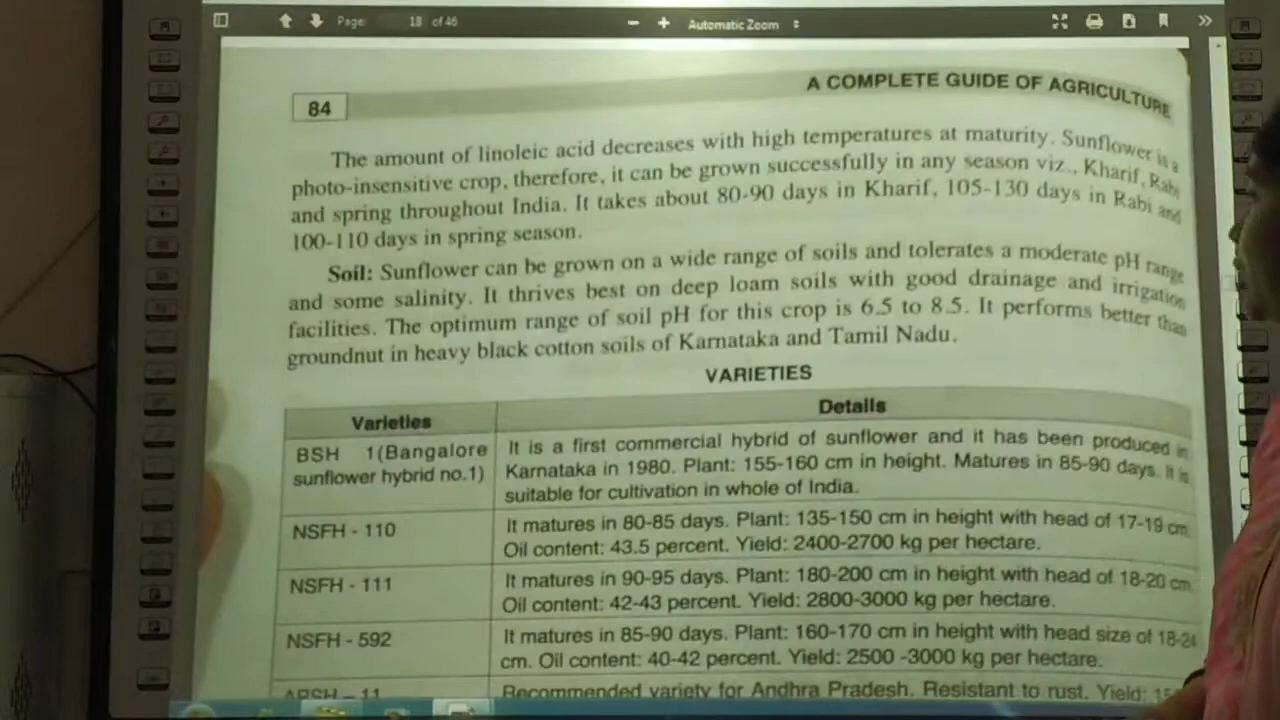 Page: 18 of 46 Automatic Zoom
84
A COMPLETE GUIDE OF AGRICULTURE
The amount of linoleic acid decreases with high temperatures at maturity. Sunflower is a
photo-insensitive crop, therefore, it can be grown successfully in any season viz., Kharif, Rabi
and spring throughout India. It takes about 80-90 days in Kharif, 105-130 days in Rabi and
100-110 days in spring season.
Soil: Sunflower can be grown on a wide range of soils and tolerates a moderate pH range
and some salinity. It thrives best on deep loam soils with good drainage and irrigation
facilities. The optimum range of soil pH for this crop is 6.5 to 8.5. It performs better than
groundnut in heavy black cotton soils of Karnataka and Tamil Nadu.
VARIETIES
Varieties Details
BSH 1(Bangalore
sunflower hybrid no.1)
It is a first commercial hybrid of sunflower and it has been produced in
Karnataka in 1980. Plant: 155-160 cm in height. Matures in 85-90 days. It is
suitable for cultivation in whole of India.
NSFH - 110
It matures in 80-85 days. Plant: 135-150 cm in height with head of 17-19 cm.
Oil content: 43.5 percent. Yield: 2400-2700 kg per hectare.
NSFH - 111
It matures in 90-95 days. Plant: 180-200 cm in height with head of 18-20 cm.
Oil content: 42-43 percent. Yield: 2800-3000 kg per hectare.
NSFH - 592
It matures in 85-90 days. Plant: 160-170 cm in height with head size of 18-24
cm. Oil content: 40-42 percent. Yield: 2500 -3000 kg per hectare.
APSH - 11
Recommended variety for Andhra Pradesh. Resistant to rust. Yield: